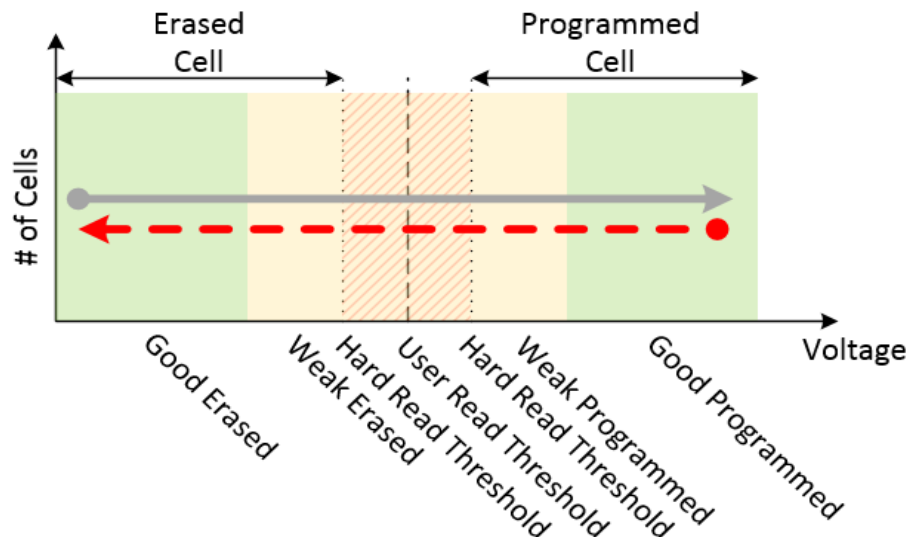 Erased
Cell
Programmed
Cell
# of Cells
Voltage
Good Erased
Weak Erased
Hard Read Threshold
User Read Threshold
Hard Read Threshold
Weak Programmed
Good Programmed